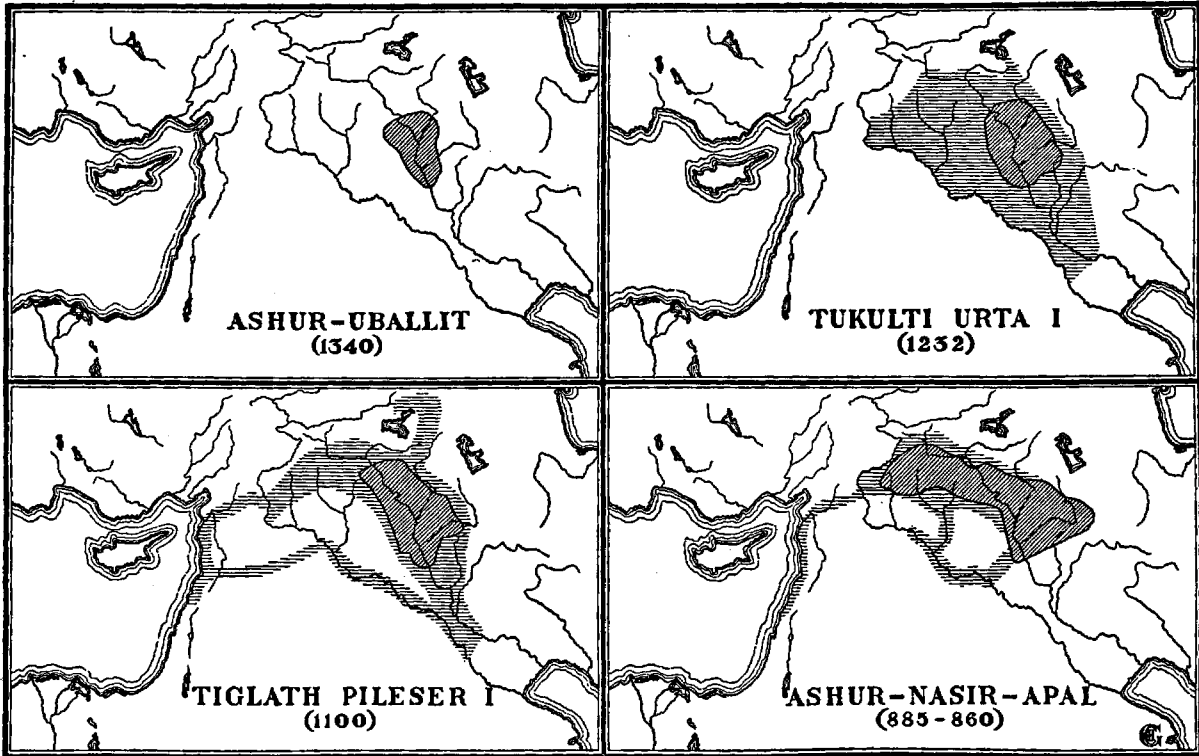 ASHUR-UBALLIT
(1340)
TUKULTI URTA I
(1232)
TIGLATH PILESER I
(1100)
ASHUR-NASIR-APAL
(885-860)